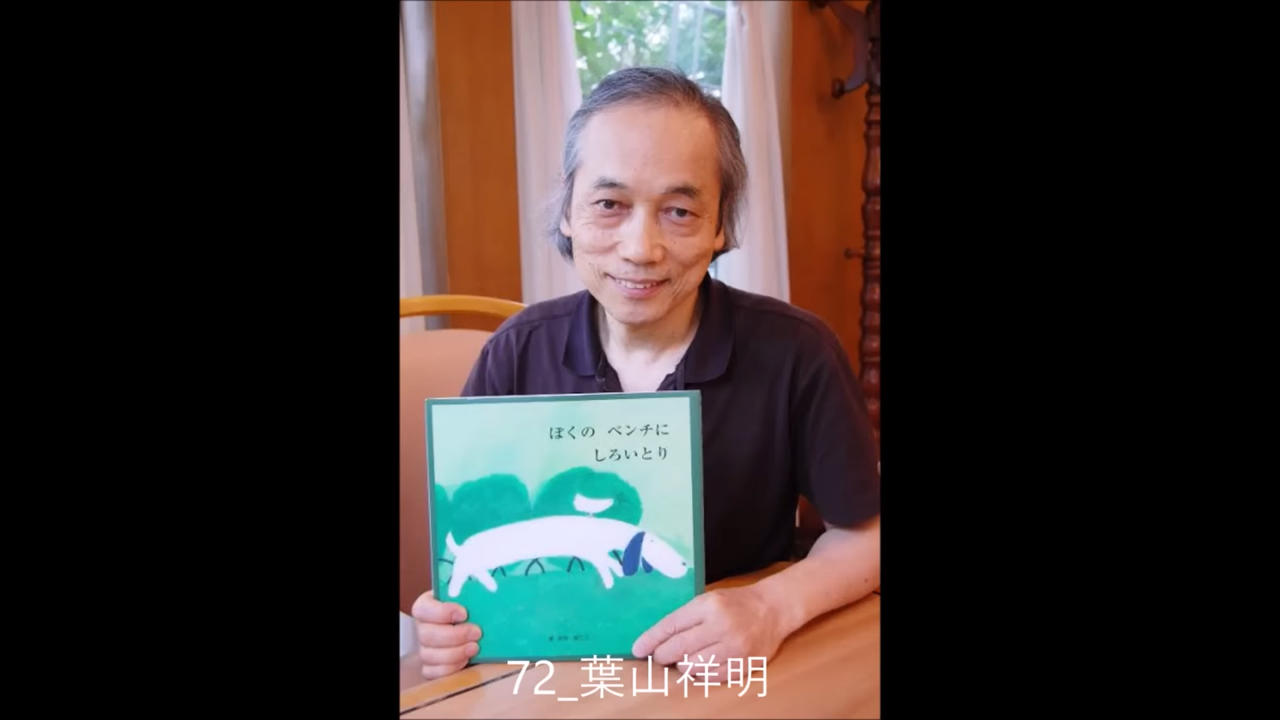 ぼくの ベンチに
しろいとり
72_葉山祥明